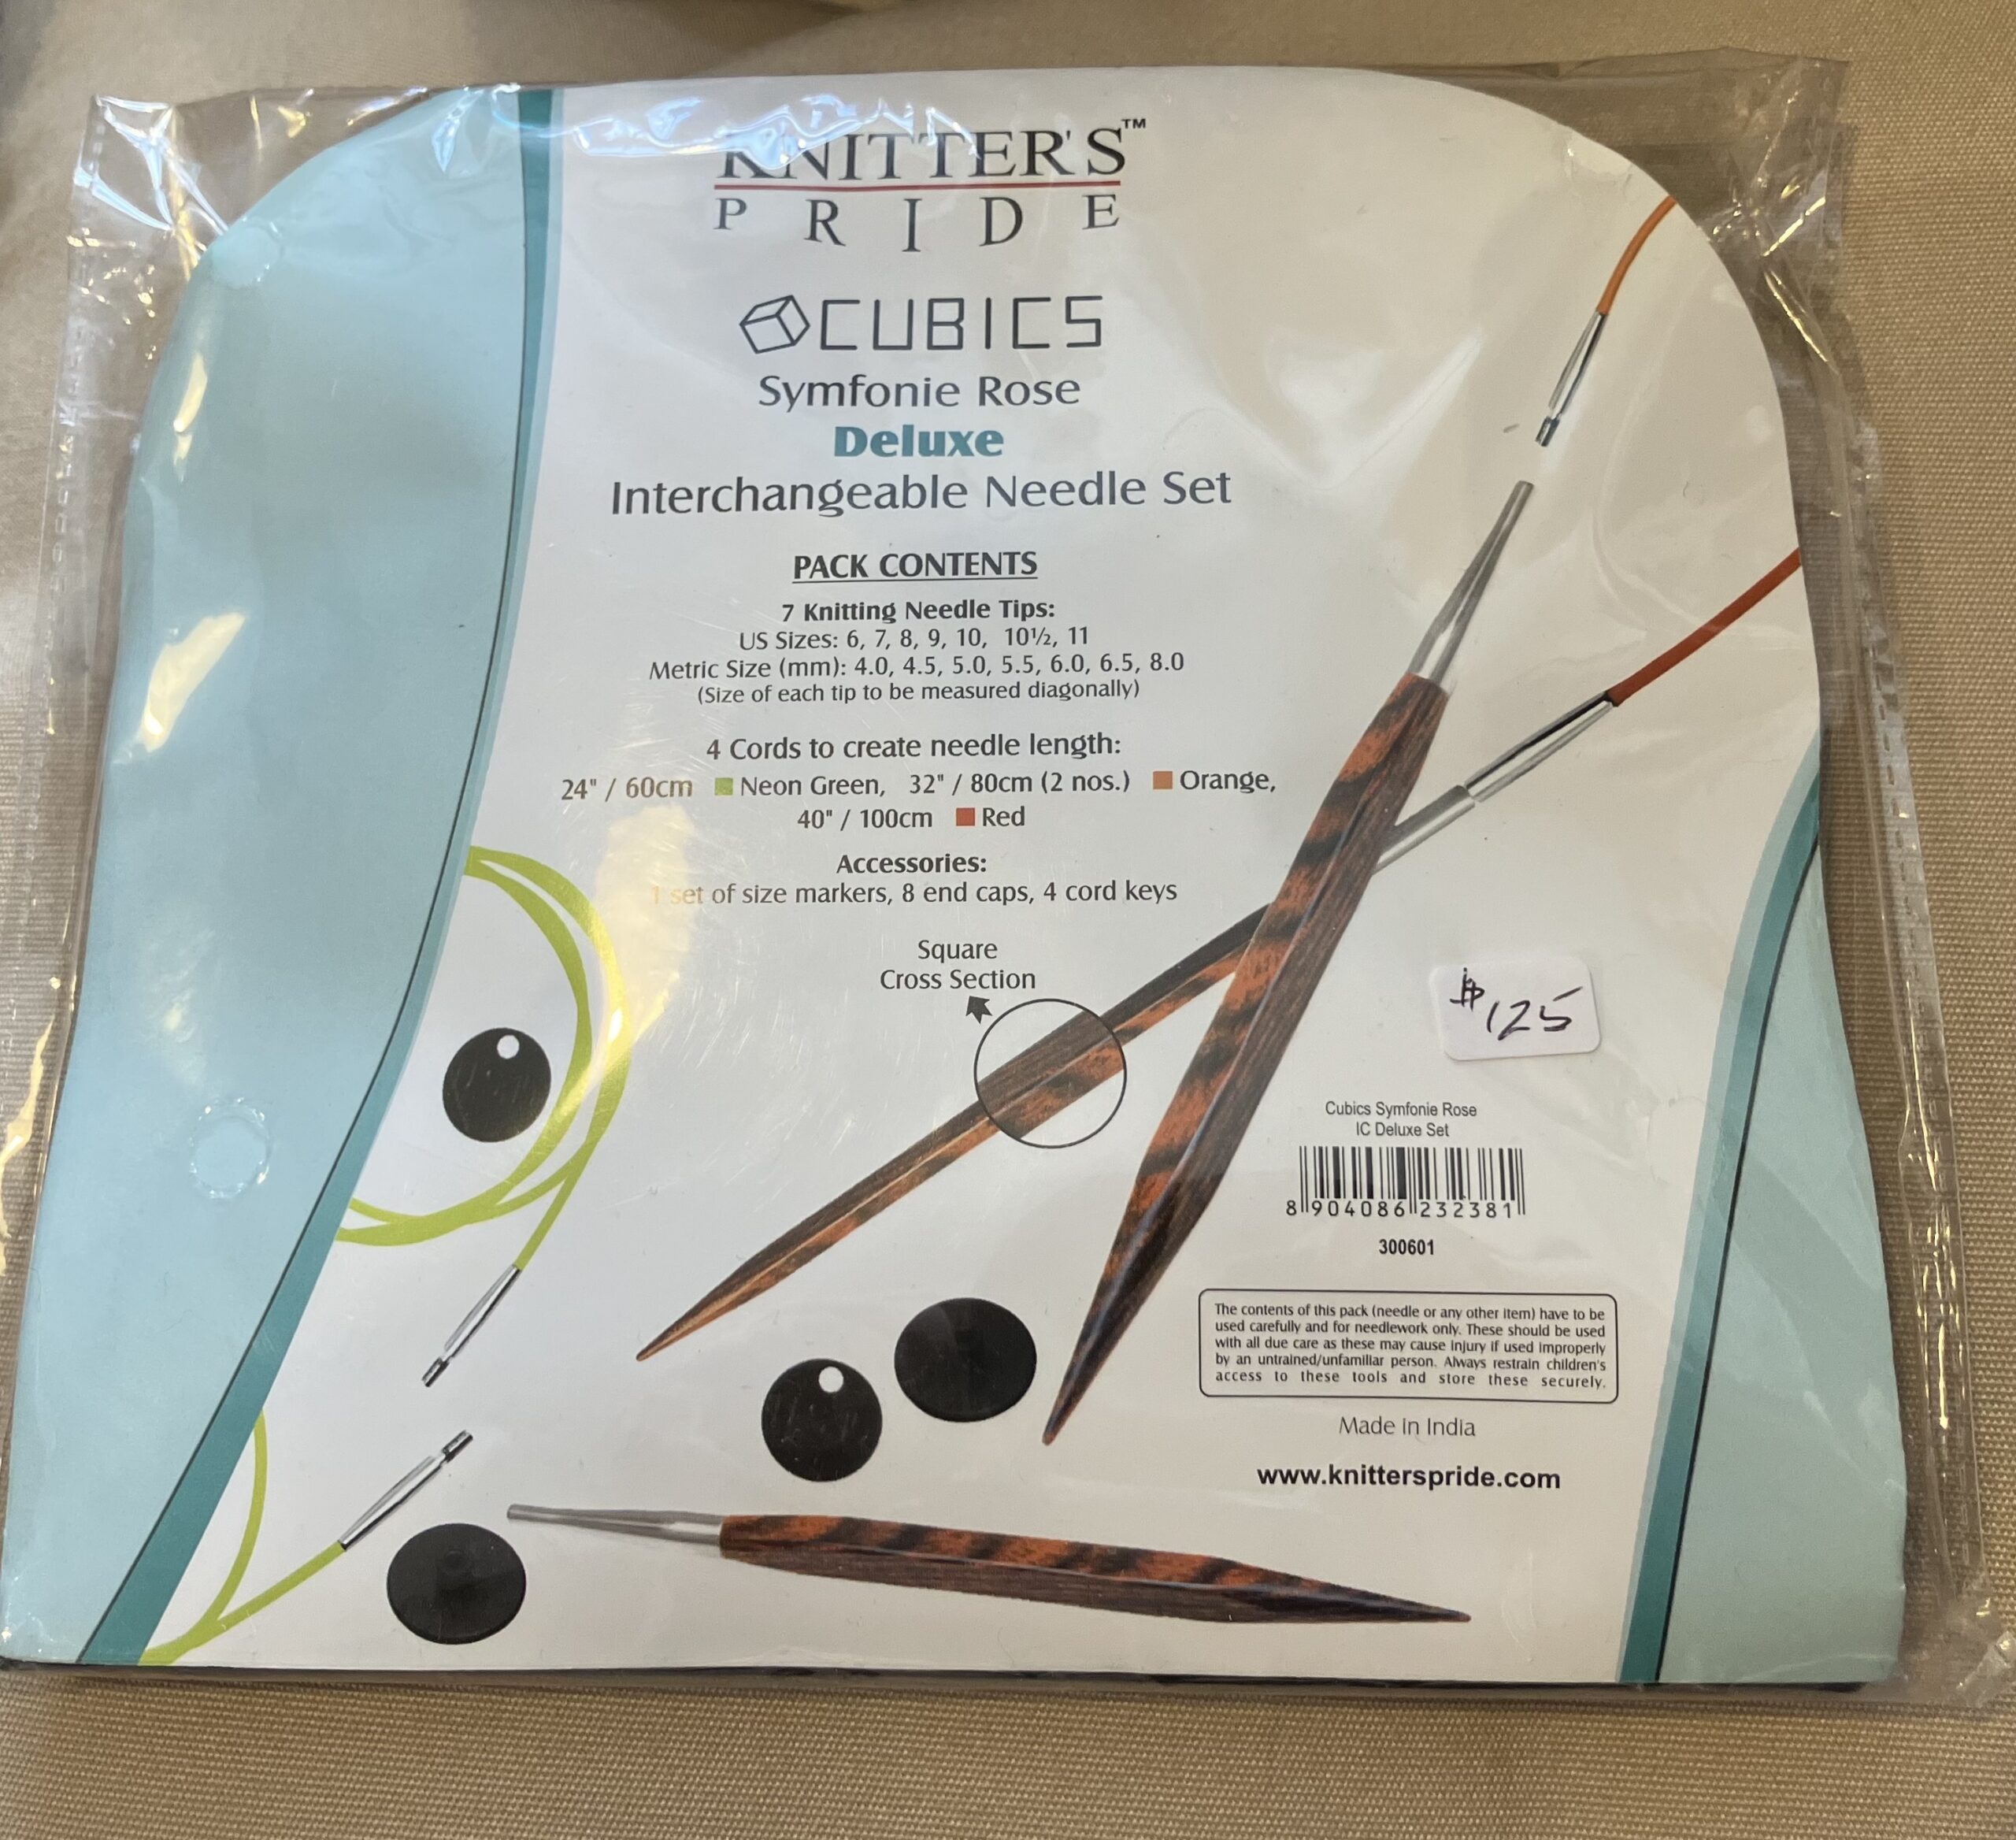 KNITTER'S™
PRIDE
CUBICS
Symfonie Rose
Deluxe
Interchangeable Needle Set
PACK CONTENTS
7 Knitting Needle Tips:
US Sizes: 6, 7, 8, 9, 10, 10½, 11
Metric Size (mm): 4.0, 4.5, 5.0, 5.5, 6.0, 6.5, 8.0
(Size of each tip to be measured diagonally)
4 Cords to create needle length:
24" / 60cm Neon Green, 32" / 80cm (2 nos.) Orange,
40" / 100cm Red
Accessories:
1 set of size markers, 8 end caps, 4 cord keys
Square
Cross Section
$125
Cubics Symfonie Rose
IC Deluxe Set
8 904086 232381
300601
The contents of this pack (needle or any other item) have to be
used carefully and for needlework only. These should be used
with all due care as these may cause injury if used improperly
by an untrained/unfamiliar person. Always restrain children's
access to these tools and store these securely.
Made in India
www.knitterspride.com